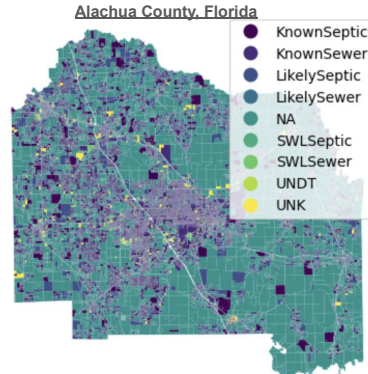 Alachua County, Florida
KnownSeptic
KnownSewer
LikelySeptic
LikelySewer
NA
SWLSeptic
SWLSewer
UNDT
UNK